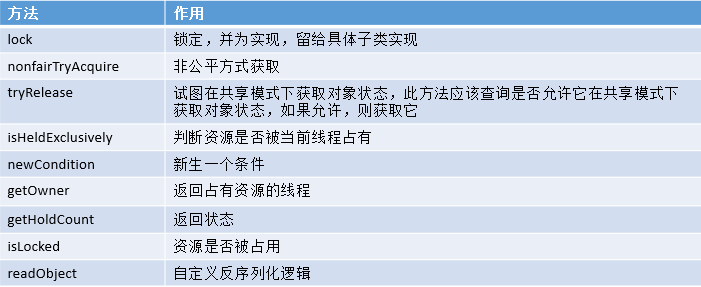 方法 作用
lock 锁定，并为实现，留给具体子类实现
nonfairTryAcquire 非公平方式获取
tryRelease 试图在共享模式下获取对象状态，此方法应该查询是否允许它在共享模式下
获取对象状态，如果允许，则获取它
isHeldExclusively 判断资源是否被当前线程占有
newCondition 新生一个条件
getOwner 返回占有资源的线程
getHoldCount 返回状态
isLocked 资源是否被占用
readObject 自定义反序列化逻辑